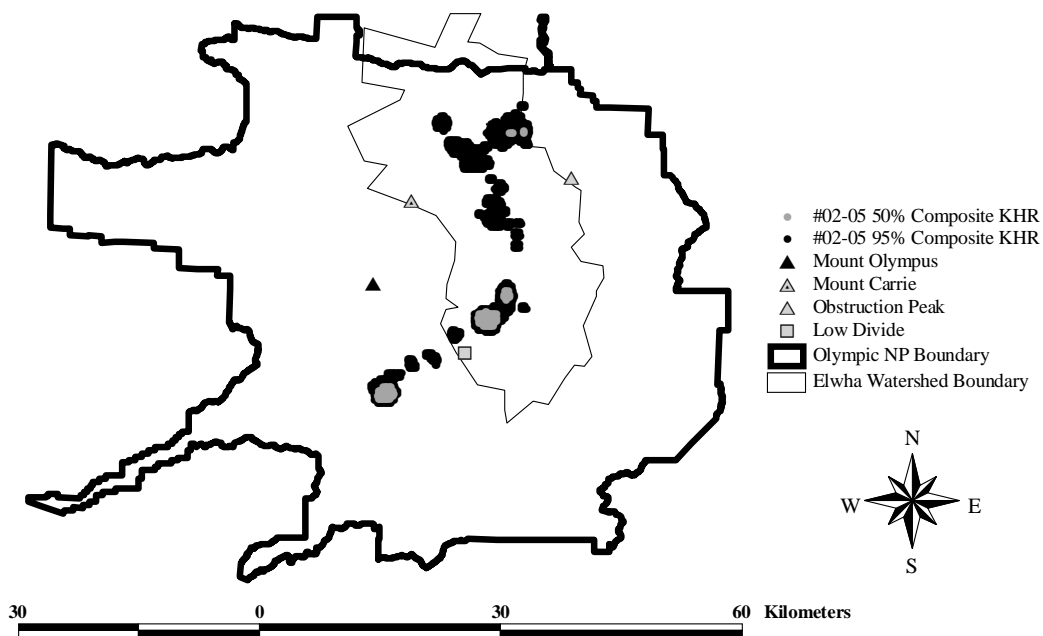 #02-05 50% Composite KHR
#02-05 95% Composite KHR
Mount Olympus
Mount Carrie
Obstruction Peak
Low Divide
Olympic NP Boundary
Elwha Watershed Boundary
N
W E
S
30 0 30 60 Kilometers